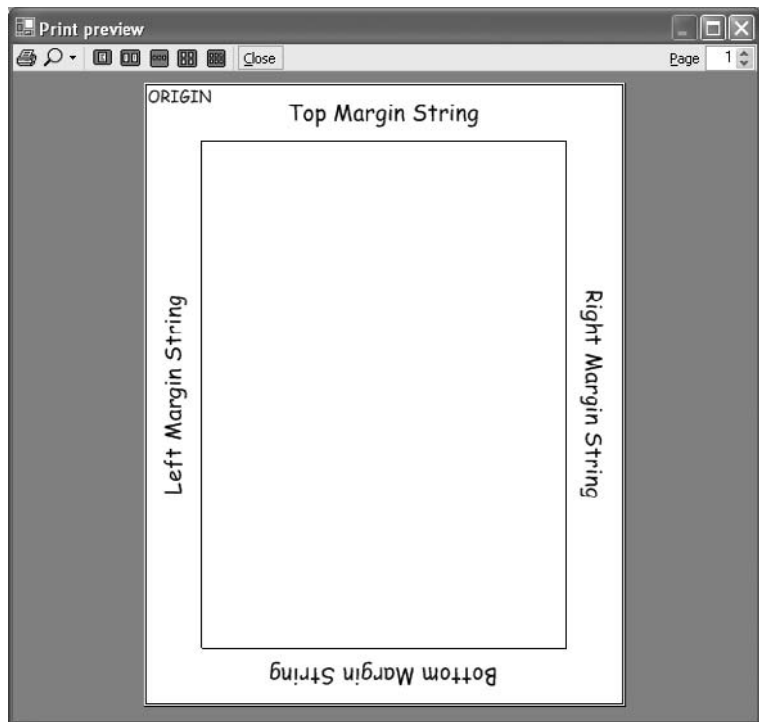 Print preview
Close
Page 1
ORIGIN
Top Margin String
Left Margin String
Right Margin String
Bottom Margin String